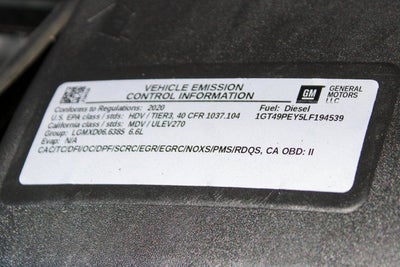 VEHICLE EMISSION
CONTROL INFORMATION
GM
GENERAL
MOTORS
LLC
Conforms to Regulations: 2020
Fuel: Diesel
U.S. EPA class / stds: HDV / TIER3, 40 CFR 1037.104
1GT49PEY5LF194539
California class / stds: MDV / ULEV270
Group: LGMXD06.6385 6.6L
Evap: N/A
CAC/TC/DFI/OC/DPF/SCRC/EGR/EGRC/NOXS/PMS/RDQS, CA OBD: II